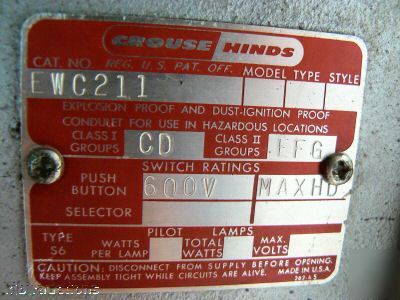 CROUSE HINDS
CAT. NO. REG. U.S. PAT. OFF. MODEL TYPE STYLE
EWC211
EXPLOSION PROOF AND DUST-IGNITION PROOF
CONDULET FOR USE IN HAZARDOUS LOCATIONS
CLASS I GROUPS CD CLASS II GROUPS EFG
SWITCH RATINGS
PUSH BUTTON 600V MAXHD
SELECTOR
PILOT LAMPS
TYPE S6 WATTS PER LAMP TOTAL WATTS MAX. VOLTS
CAUTION: DISCONNECT FROM SUPPLY BEFORE OPENING.
KEEP ASSEMBLY TIGHT WHILE CIRCUITS ARE ALIVE. MADE IN U.S.A.